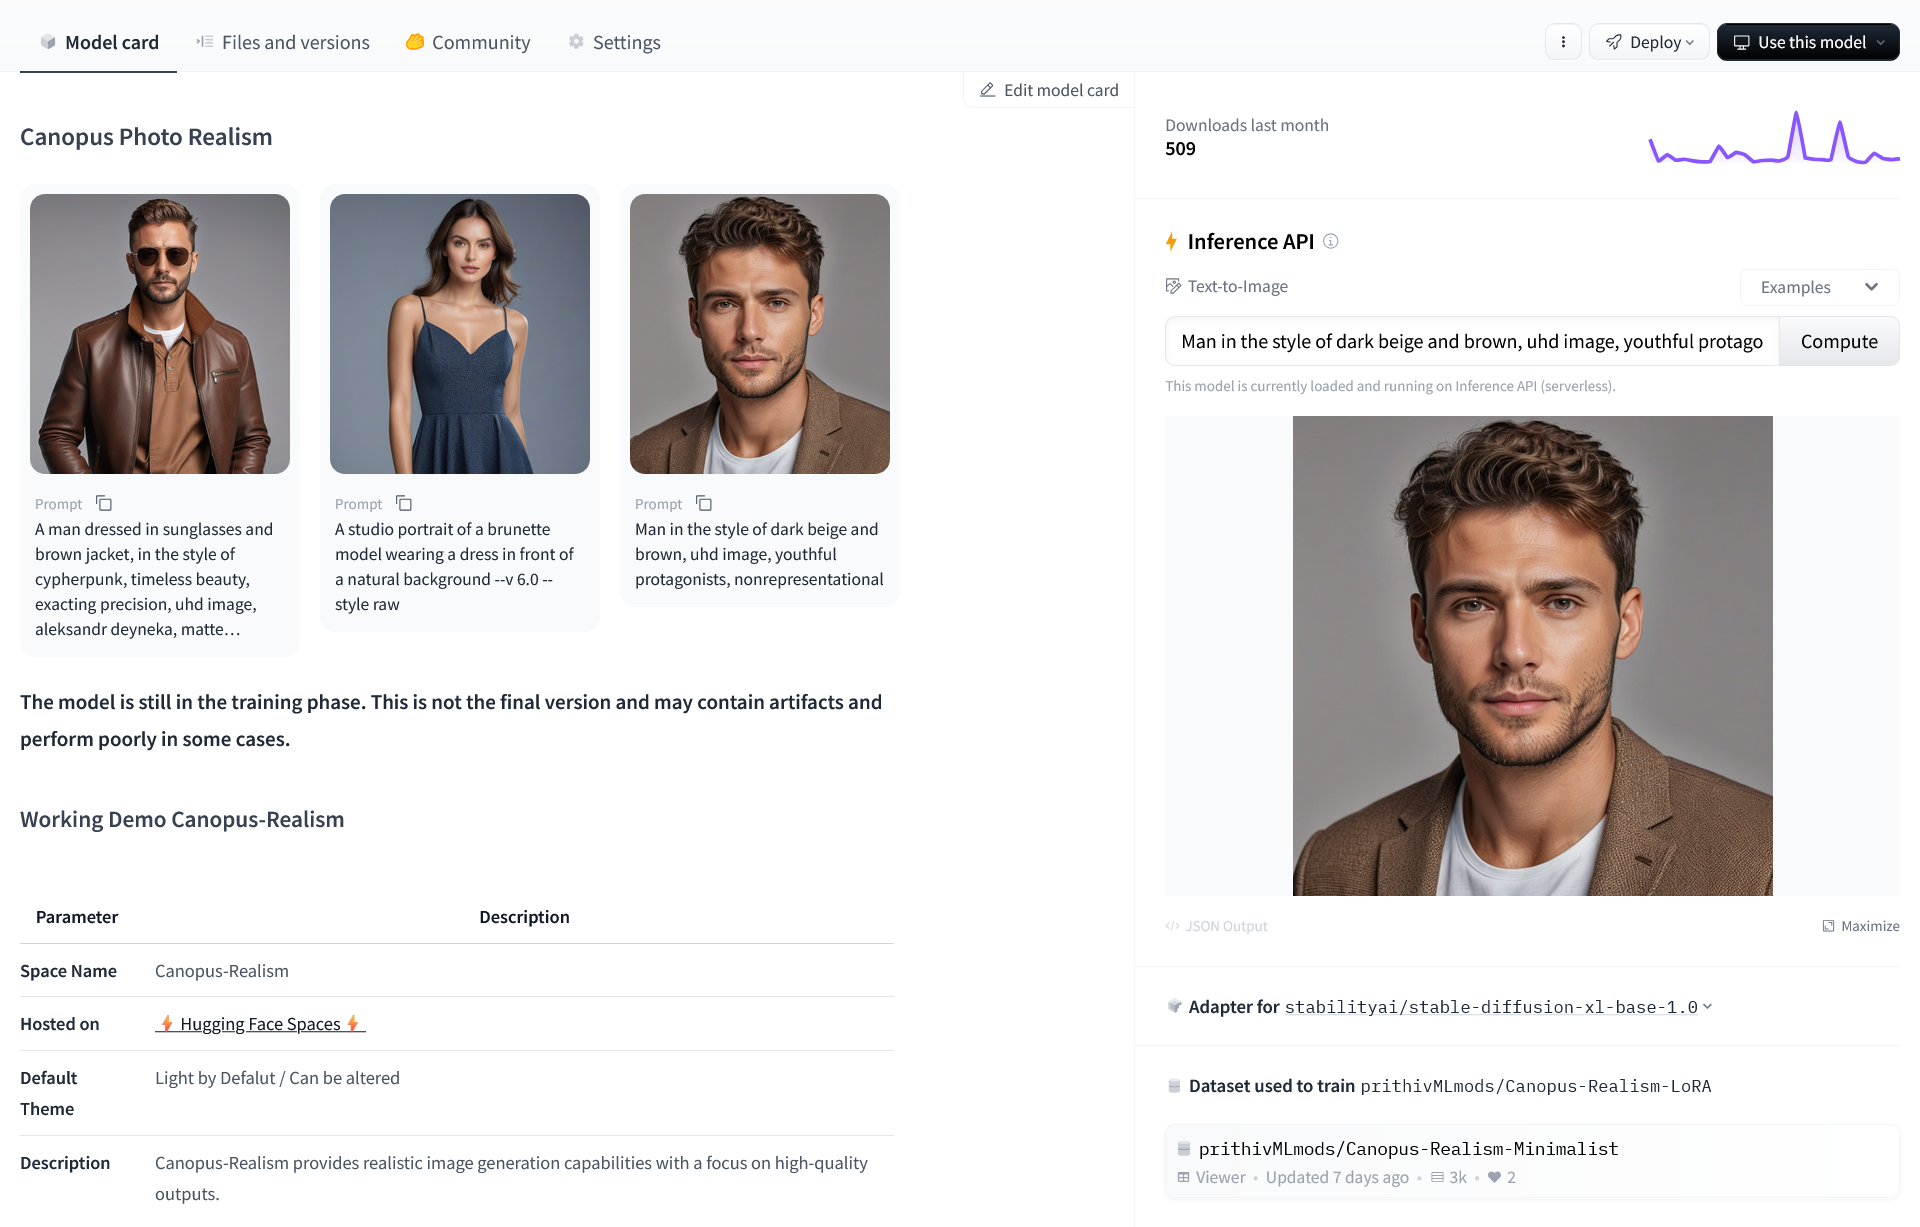 Model card
Files and versions
Community
Settings
Deploy
Use this model
Edit model card
Canopus Photo Realism
Prompt
A man dressed in sunglasses and
brown jacket, in the style of
cypherpunk, timeless beauty,
exacting precision, uhd image,
aleksandr deyneka, matte…
Prompt
A studio portrait of a brunette
model wearing a dress in front of
a natural background --v 6.0 --
style raw
Prompt
Man in the style of dark beige and
brown, uhd image, youthful
protagonists, nonrepresentational
The model is still in the training phase. This is not the final version and may contain artifacts and
perform poorly in some cases.
Working Demo Canopus-Realism
Parameter Description
Space Name Canopus-Realism
Hosted on Hugging Face Spaces
Default
Theme
Light by Defalut / Can be altered
Description
Canopus-Realism provides realistic image generation capabilities with a focus on high-quality
outputs.
Downloads last month
509
Inference API
Text-to-Image
Examples
Man in the style of dark beige and brown, uhd image, youthful protago
Compute
This model is currently loaded and running on Inference API (serverless).
</> JSON Output
Maximize
Adapter for stabilityai/stable-diffusion-xl-base-1.0
Dataset used to train prithivMLmods/Canopus-Realism-LoRA
prithivMLmods/Canopus-Realism-Minimalist
Viewer • Updated 7 days ago • 3k • 2